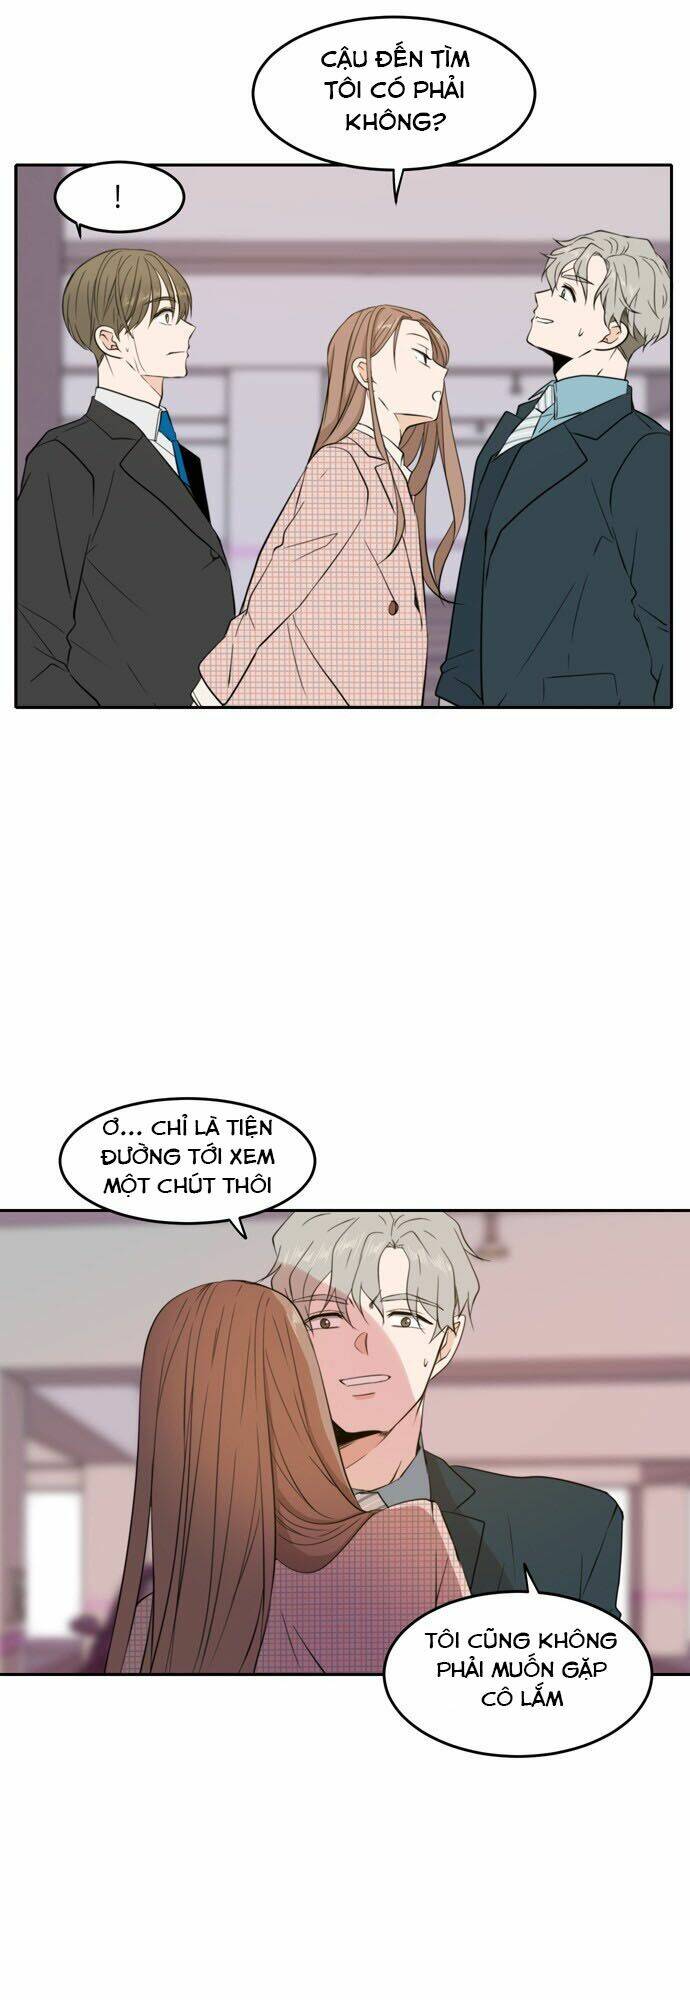 CẬU ĐẾN TÌM
TÔI CÓ PHẢI
KHÔNG?
!
Ơ... CHỈ LÀ TIỆN
ĐƯỜNG TỚI XEM
MỘT CHÚT THÔI
TÔI CŨNG KHÔNG
PHẢI MUỐN GẶP
CÔ LẮM